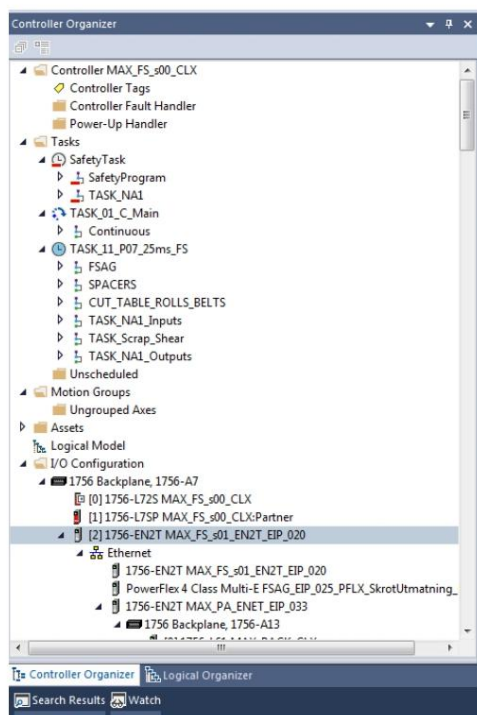 Controller Organizer
Controller MAX_FS_s00_CLX
Controller Tags
Controller Fault Handler
Power-Up Handler
Tasks
SafetyTask
SafetyProgram
TASK_NA1
TASK_01_C_Main
Continuous
TASK_11_P07_25ms_FS
FSAG
SPACERS
CUT_TABLE_ROLLS_BELTS
TASK_NA1_Inputs
TASK_Scrap_Shear
TASK_NA1_Outputs
Unscheduled
Motion Groups
Ungrouped Axes
Assets
Logical Model
I/O Configuration
1756 Backplane, 1756-A7
[0] 1756-L72S MAX_FS_s00_CLX
[1] 1756-L7SP MAX_FS_s00_CLX:Partner
[2] 1756-EN2T MAX_FS_s01_EN2T_EIP_020
Ethernet
1756-EN2T MAX_FS_s01_EN2T_EIP_020
PowerFlex 4 Class Multi-E FSAG_EIP_025_PFLX_SkrotUtmatning_
1756-EN2T MAX_PA_ENET_EIP_033
1756 Backplane, 1756-A13
Controller Organizer Logical Organizer
Search Results Watch